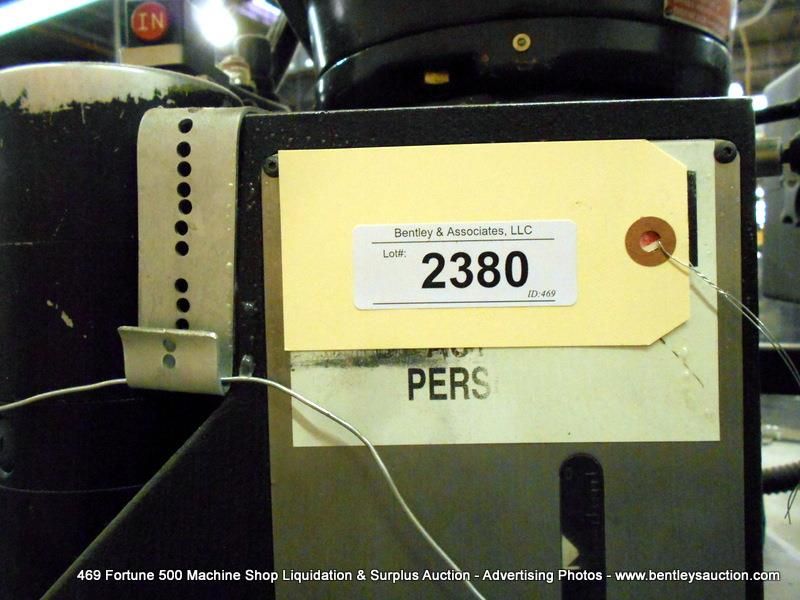 IN
Bentley & Associates, LLC
Lot#:
2380
ID:469
PERS
469 Fortune 500 Machine Shop Liquidation & Surplus Auction - Advertising Photos - www.bentleysauction.com